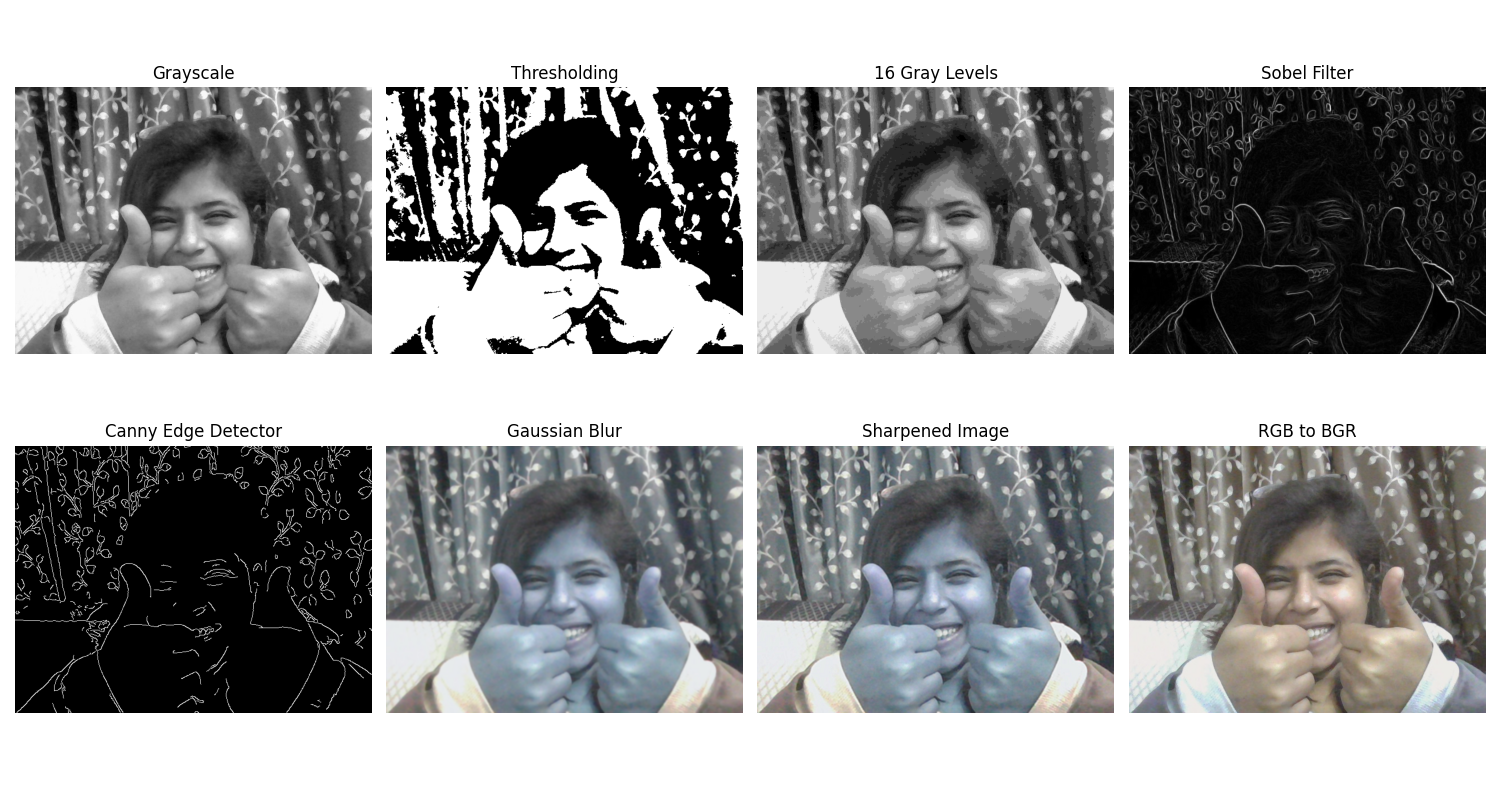 Grayscale
Thresholding
16 Gray Levels
Sobel Filter
Canny Edge Detector
Gaussian Blur
Sharpened Image
RGB to BGR